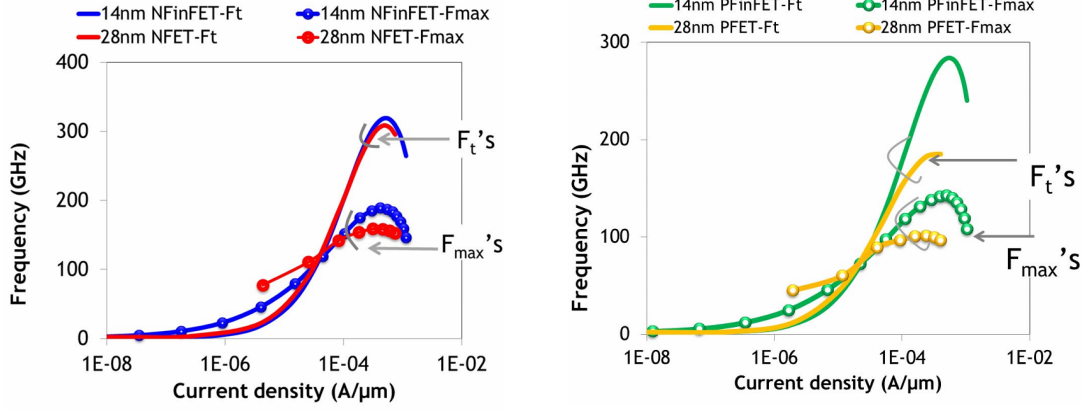 14nm NFinFET-Ft 14nm NFinFET-Fmax
28nm NFET-Ft 28nm NFET-Fmax
400
300
200
100
0
Frequency (GHz)
1E-08 1E-06 1E-04 1E-02
Current density (A/μm)
Ft's
Fmax's
14nm PFinFET-Ft 14nm PFinFET-Fmax
28nm PFET-Ft 28nm PFET-Fmax
300
250
200
150
100
50
0
Frequency (GHz)
1E-08 1E-06 1E-04 1E-02
Current density (A/μm)
Ft's
Fmax's